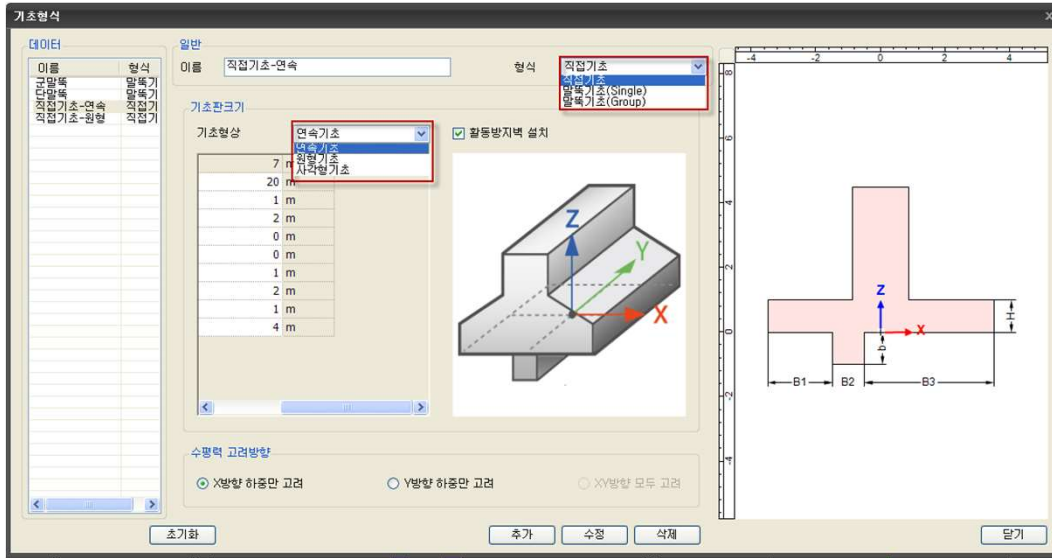 기초형식
x
데이터
이름 형식
군말뚝 말뚝기
단말뚝 말뚝기
직접기초-연속 직접기
직접기초-원형 직접기
일반
이름 직접기초-연속 형식 직접기초
직접기초
말뚝기초(Single)
말뚝기초(Group)
기초판크기
기초형상 연속기초 활동방지벽 설치
연속기초
원형기초
사각형기초
7 m
20 m
1 m
2 m
0 m
0 m
1 m
2 m
1 m
4 m
Z
Y
X
수평력 고려방향
X방향 하중만 고려 Y방향 하중만 고려 XY방향 모두 고려
초기화 추가 수정 삭제 닫기
-4 -2 0 2 4
8
6
4
2
0
-2
-4
Z
X
H
b
B1 B2 B3